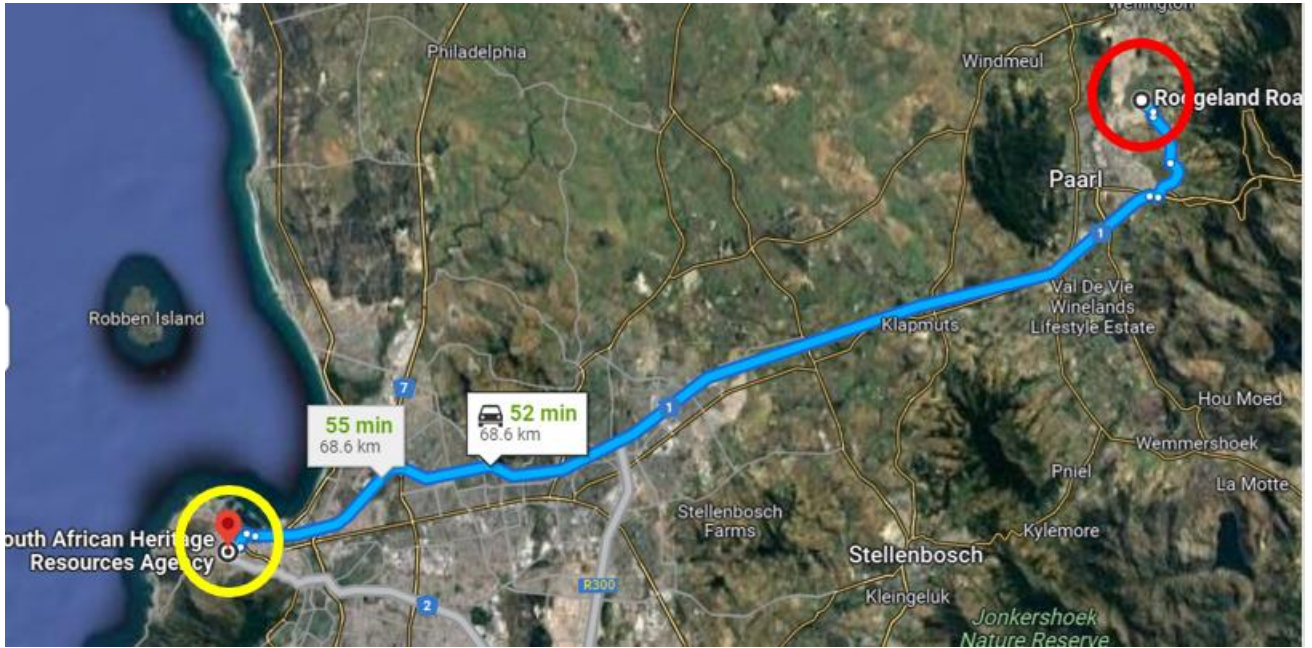 Wellington
Philadelphia
Windmeul
Roogeland Roa
Paarl
1
Robben Island
Val De Vie
Winelands
Lifestyle Estate
Klapmuts
7
52 min
68.6 km
55 min
68.6 km
1
Hou Moed
Wemmershoek
Pniel
La Motte
Stellenbosch
Farms
Kylemore
outh African Heritage
Resources Agency
Stellenbosch
R300
Kleingeluk
2
Jonkershoek
Nature Reserve